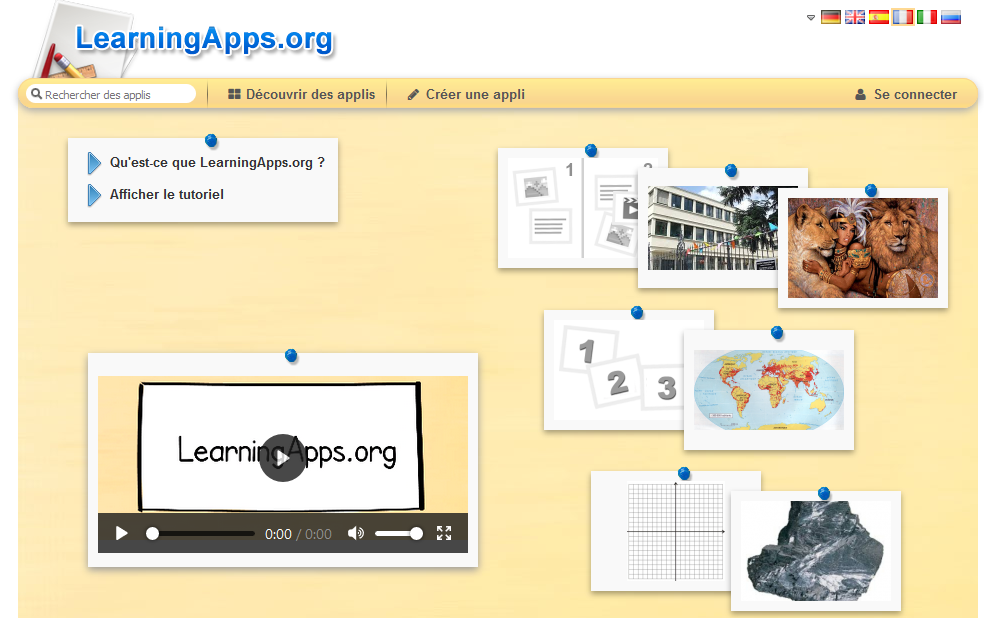 LearningApps.org
Rechercher des applis
Découvrir des applis
Créer une appli
Se connecter
Qu'est-ce que LearningApps.org ?
Afficher le tutoriel
1
2
1
2
3
LearningApps.org
0:00 / 0:00